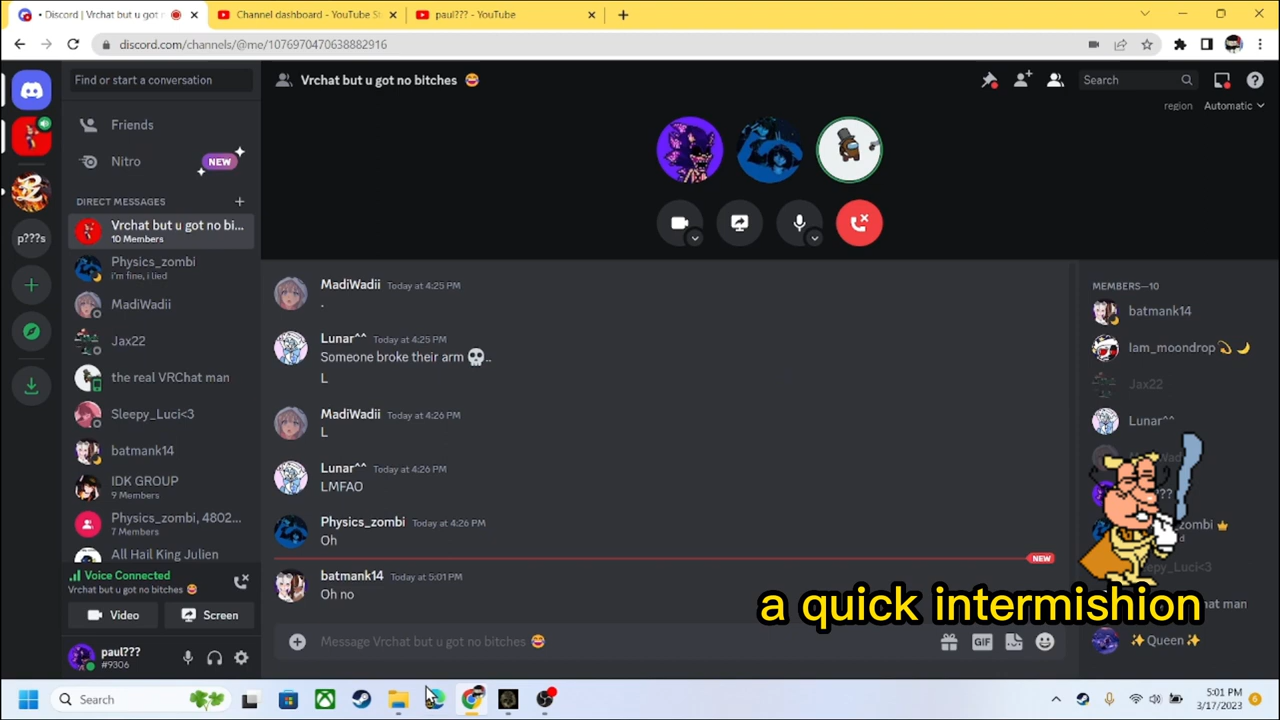 • Discord | Vrchat but u got no
Channel dashboard - YouTube St
paul??? - YouTube
discord.com/channels/@me/1076970470638882916
Find or start a conversation
Vrchat but u got no bitches 😄
Search
region
Automatic
Friends
Nitro
NEW
DIRECT MESSAGES
Vrchat but u got no bi...
10 Members
Physics_zombi
i'm fine, i lied
MadiWadii
Jax22
the real VRChat man
Sleepy_Luci<3
batmank14
IDK GROUP
9 Members
Physics_zombi, 4802...
7 Members
All Hail King Julien
p???s
MadiWadii Today at 4:25 PM
.
Lunar^^ Today at 4:25 PM
Someone broke their arm 💀..
L
MadiWadii Today at 4:26 PM
L
Lunar^^ Today at 4:26 PM
LMFAO
Physics_zombi Today at 4:26 PM
Oh
NEW
batmank14 Today at 5:01 PM
Oh no
Message Vrchat but u got no bitches 😄
GIF
MEMBERS—10
batmank14
Iam_moondrop 💫🌙
Jax22
Lunar^^
✨Queen✨
a quick intermishion
Voice Connected
Vrchat but u got no bitches 😄
Video
Screen
paul???
#9306
Search
5:01 PM
3/17/2023
6